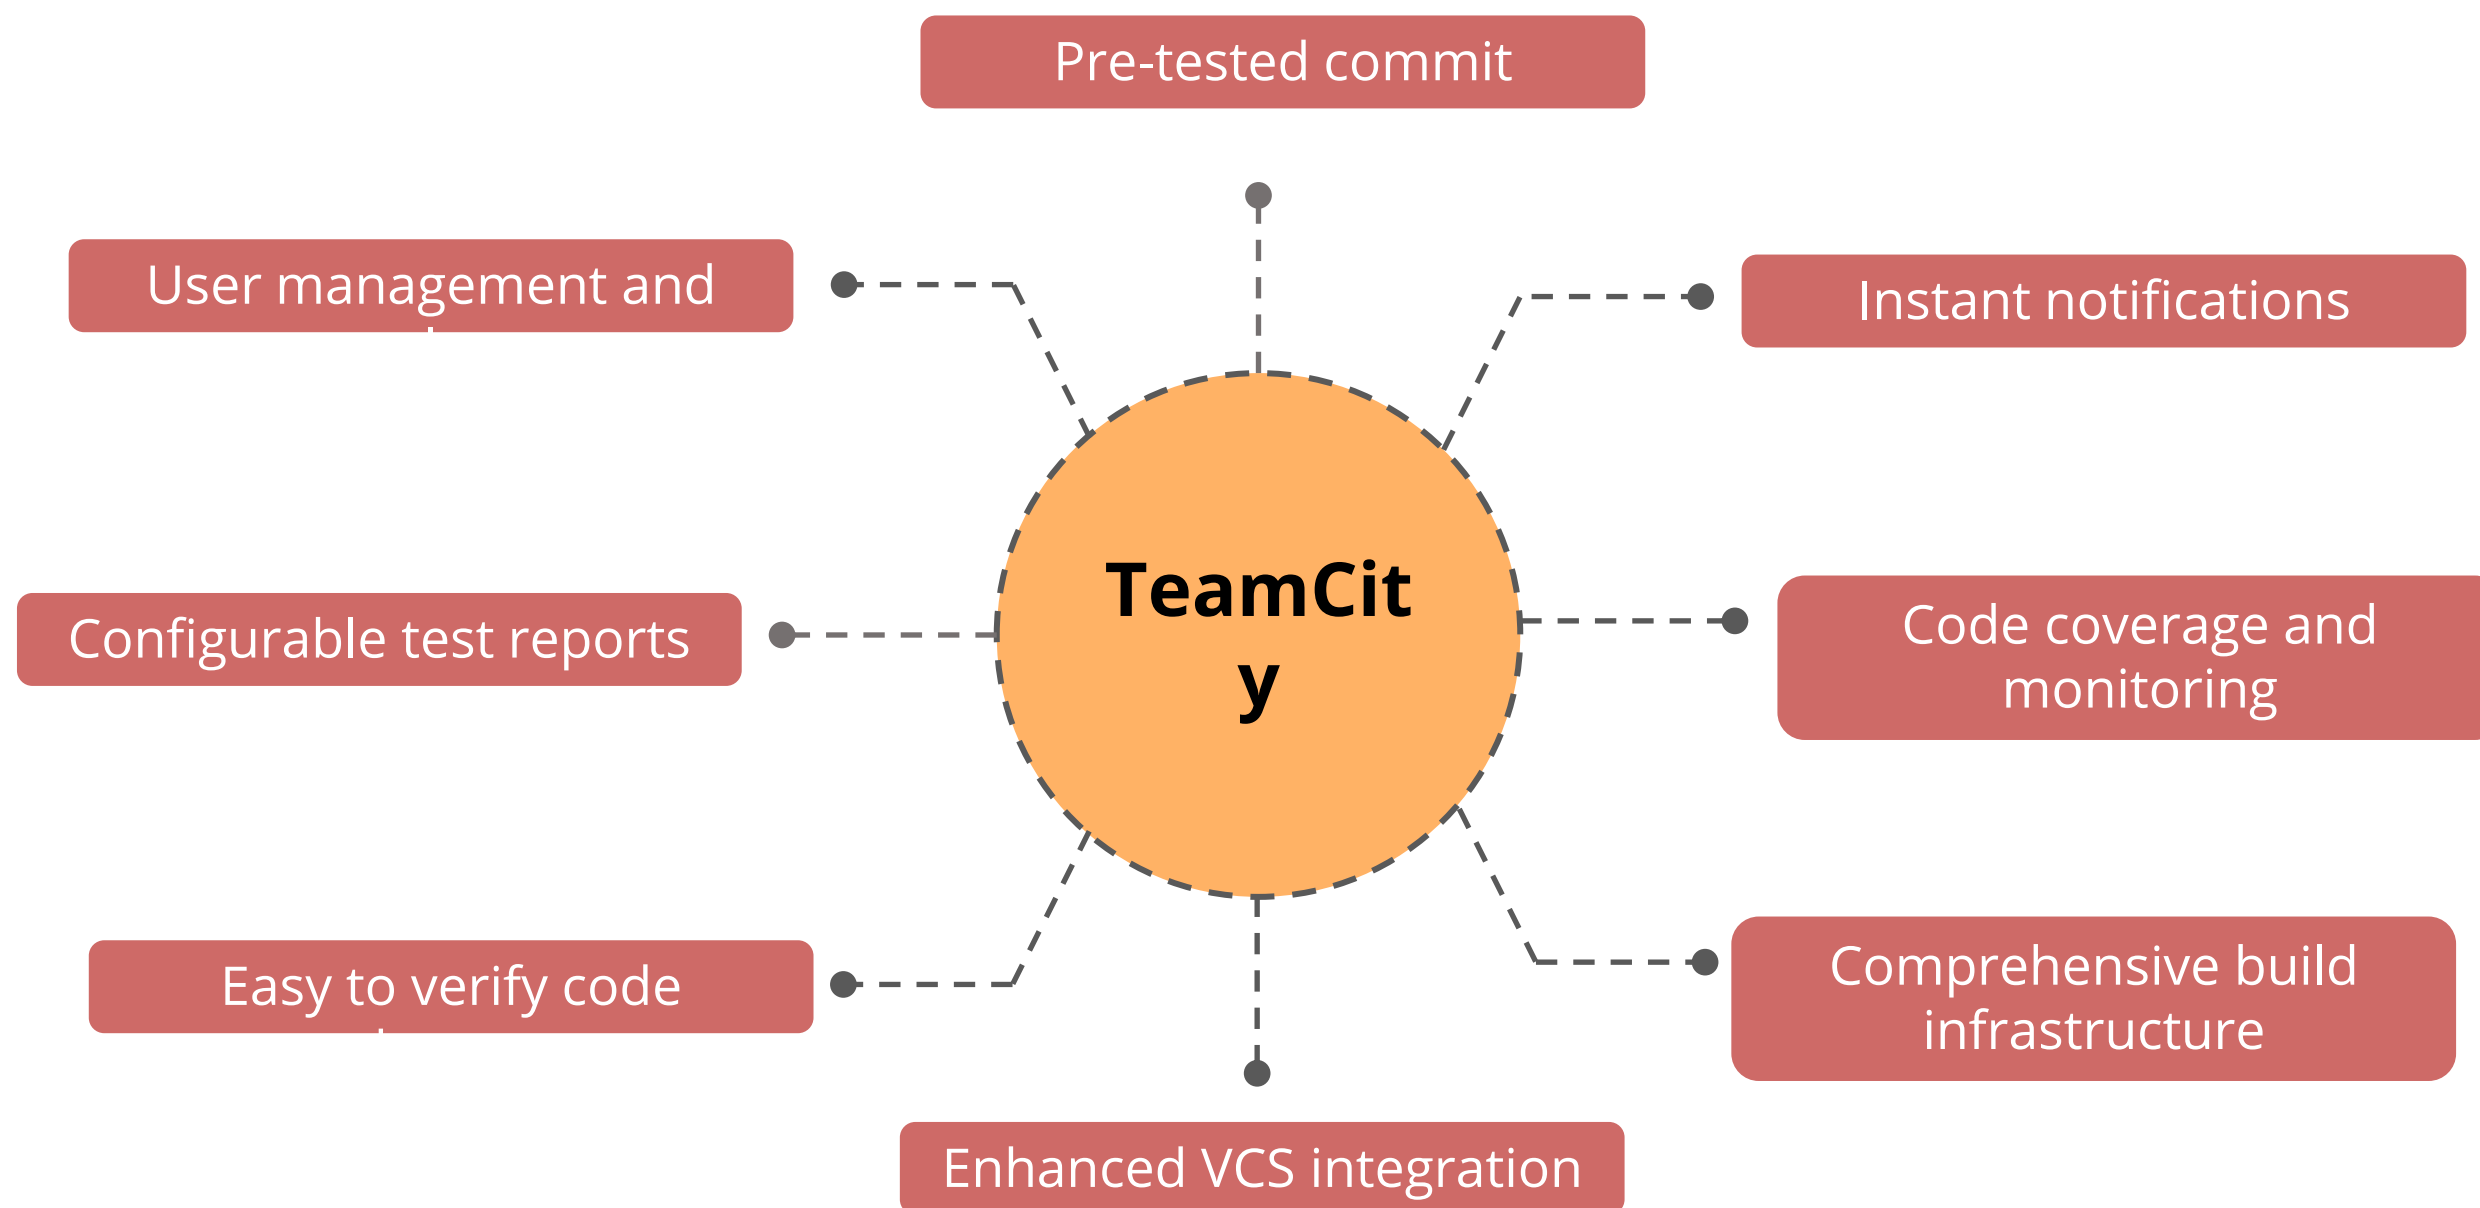 Pre-tested commit
User management and
Instant notifications
TeamCit
y
Configurable test reports
Code coverage and
monitoring
Easy to verify code
Comprehensive build
infrastructure
Enhanced VCS integration